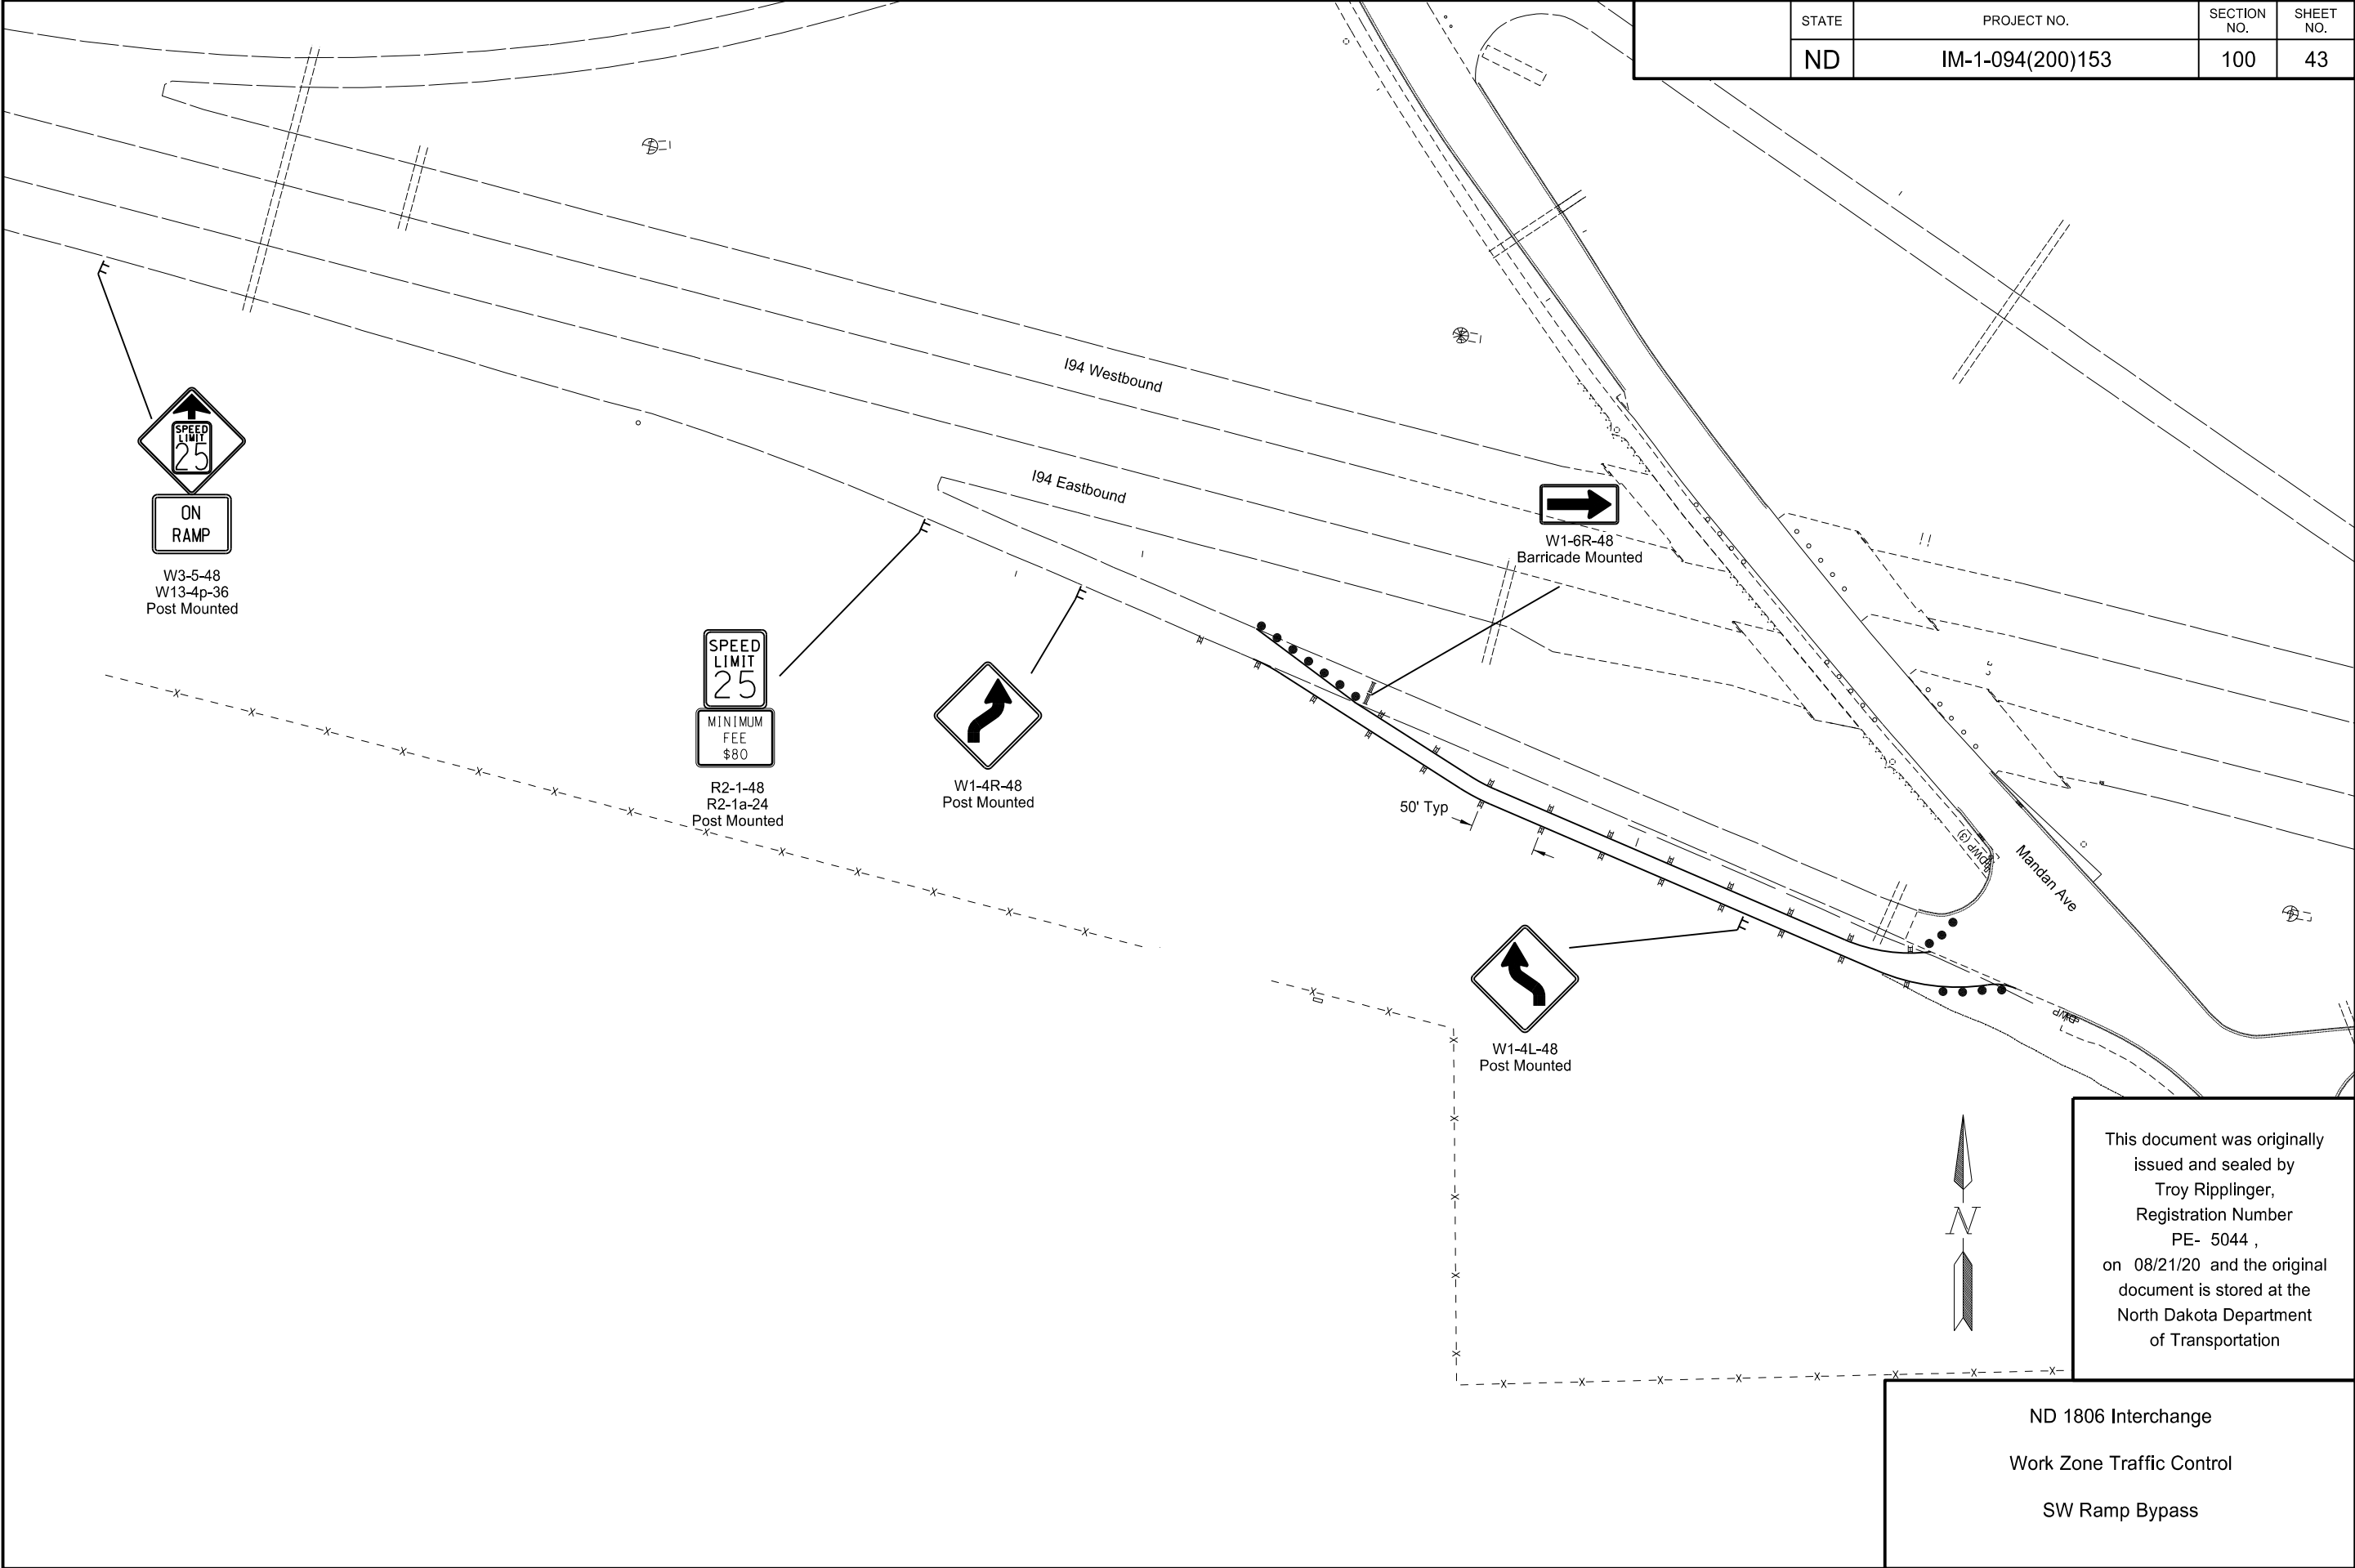 STATE
PROJECT NO.
SECTION
NO.
SHEET
NO.
ND
IM-1-094(200)153
100
43
I94 Westbound
I94 Eastbound
SPEED
LIMIT
25
ON
RAMP
W3-5-48
W13-4p-36
Post Mounted
W1-6R-48
Barricade Mounted
SPEED
LIMIT
25
MINIMUM
FEE
$80
R2-1-48
R2-1a-24
Post Mounted
W1-4R-48
Post Mounted
50' Typ
Mandan Ave
W1-4L-48
Post Mounted
DWP
N
This document was originally
issued and sealed by
Troy Ripplinger,
Registration Number
PE- 5044 ,
on 08/21/20 and the original
document is stored at the
North Dakota Department
of Transportation
ND 1806 Interchange
Work Zone Traffic Control
SW Ramp Bypass